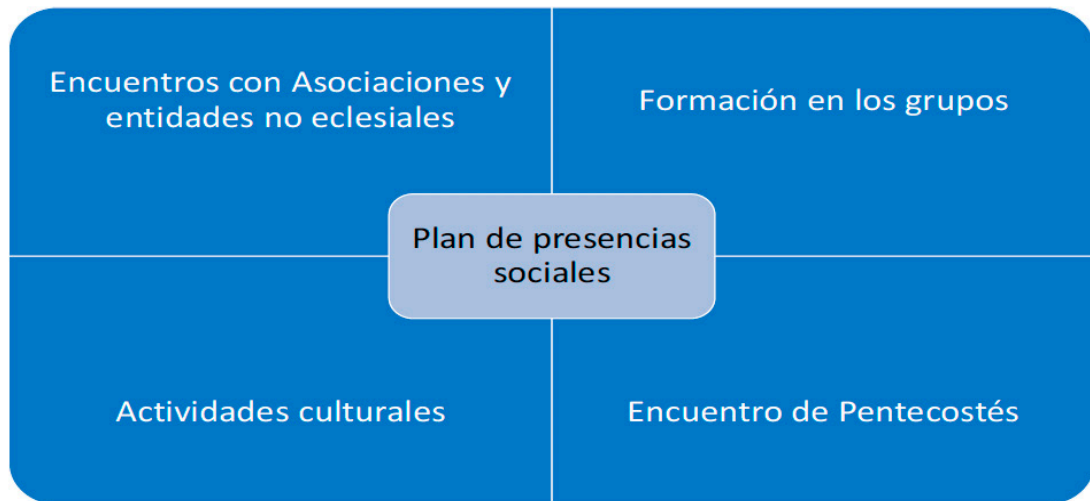 Encuentros con Asociaciones y
entidades no eclesiales
Formación en los grupos
Plan de presencias
sociales
Actividades culturales
Encuentro de Pentecostés